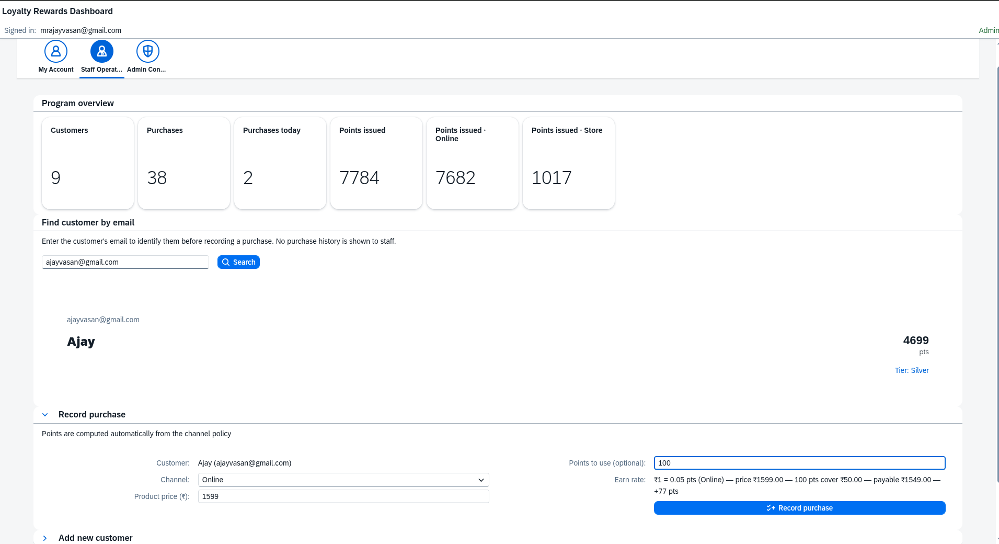 Loyalty Rewards Dashboard
Signed in: mrajayvasan@gmail.com
Admin
My Account
Staff Operat...
Admin Con...
Program overview
Customers
9
Purchases
38
Purchases today
2
Points issued
7784
Points issued ·
Online
7682
Points issued · Store
1017
Find customer by email
Enter the customer's email to identify them before recording a purchase. No purchase history is shown to staff.
ajayvasan@gmail.com
Search
ajayvasan@gmail.com
Ajay
4699
pts
Tier: Silver
Record purchase
Points are computed automatically from the channel policy
Customer: Ajay (ajayvasan@gmail.com)
Channel: Online
Product price (₹): 1599
Points to use (optional): 100
Earn rate: ₹1 = 0.05 pts (Online) — price ₹1599.00 — 100 pts cover ₹50.00 — payable ₹1549.00 —
+77 pts
Record purchase
Add new customer